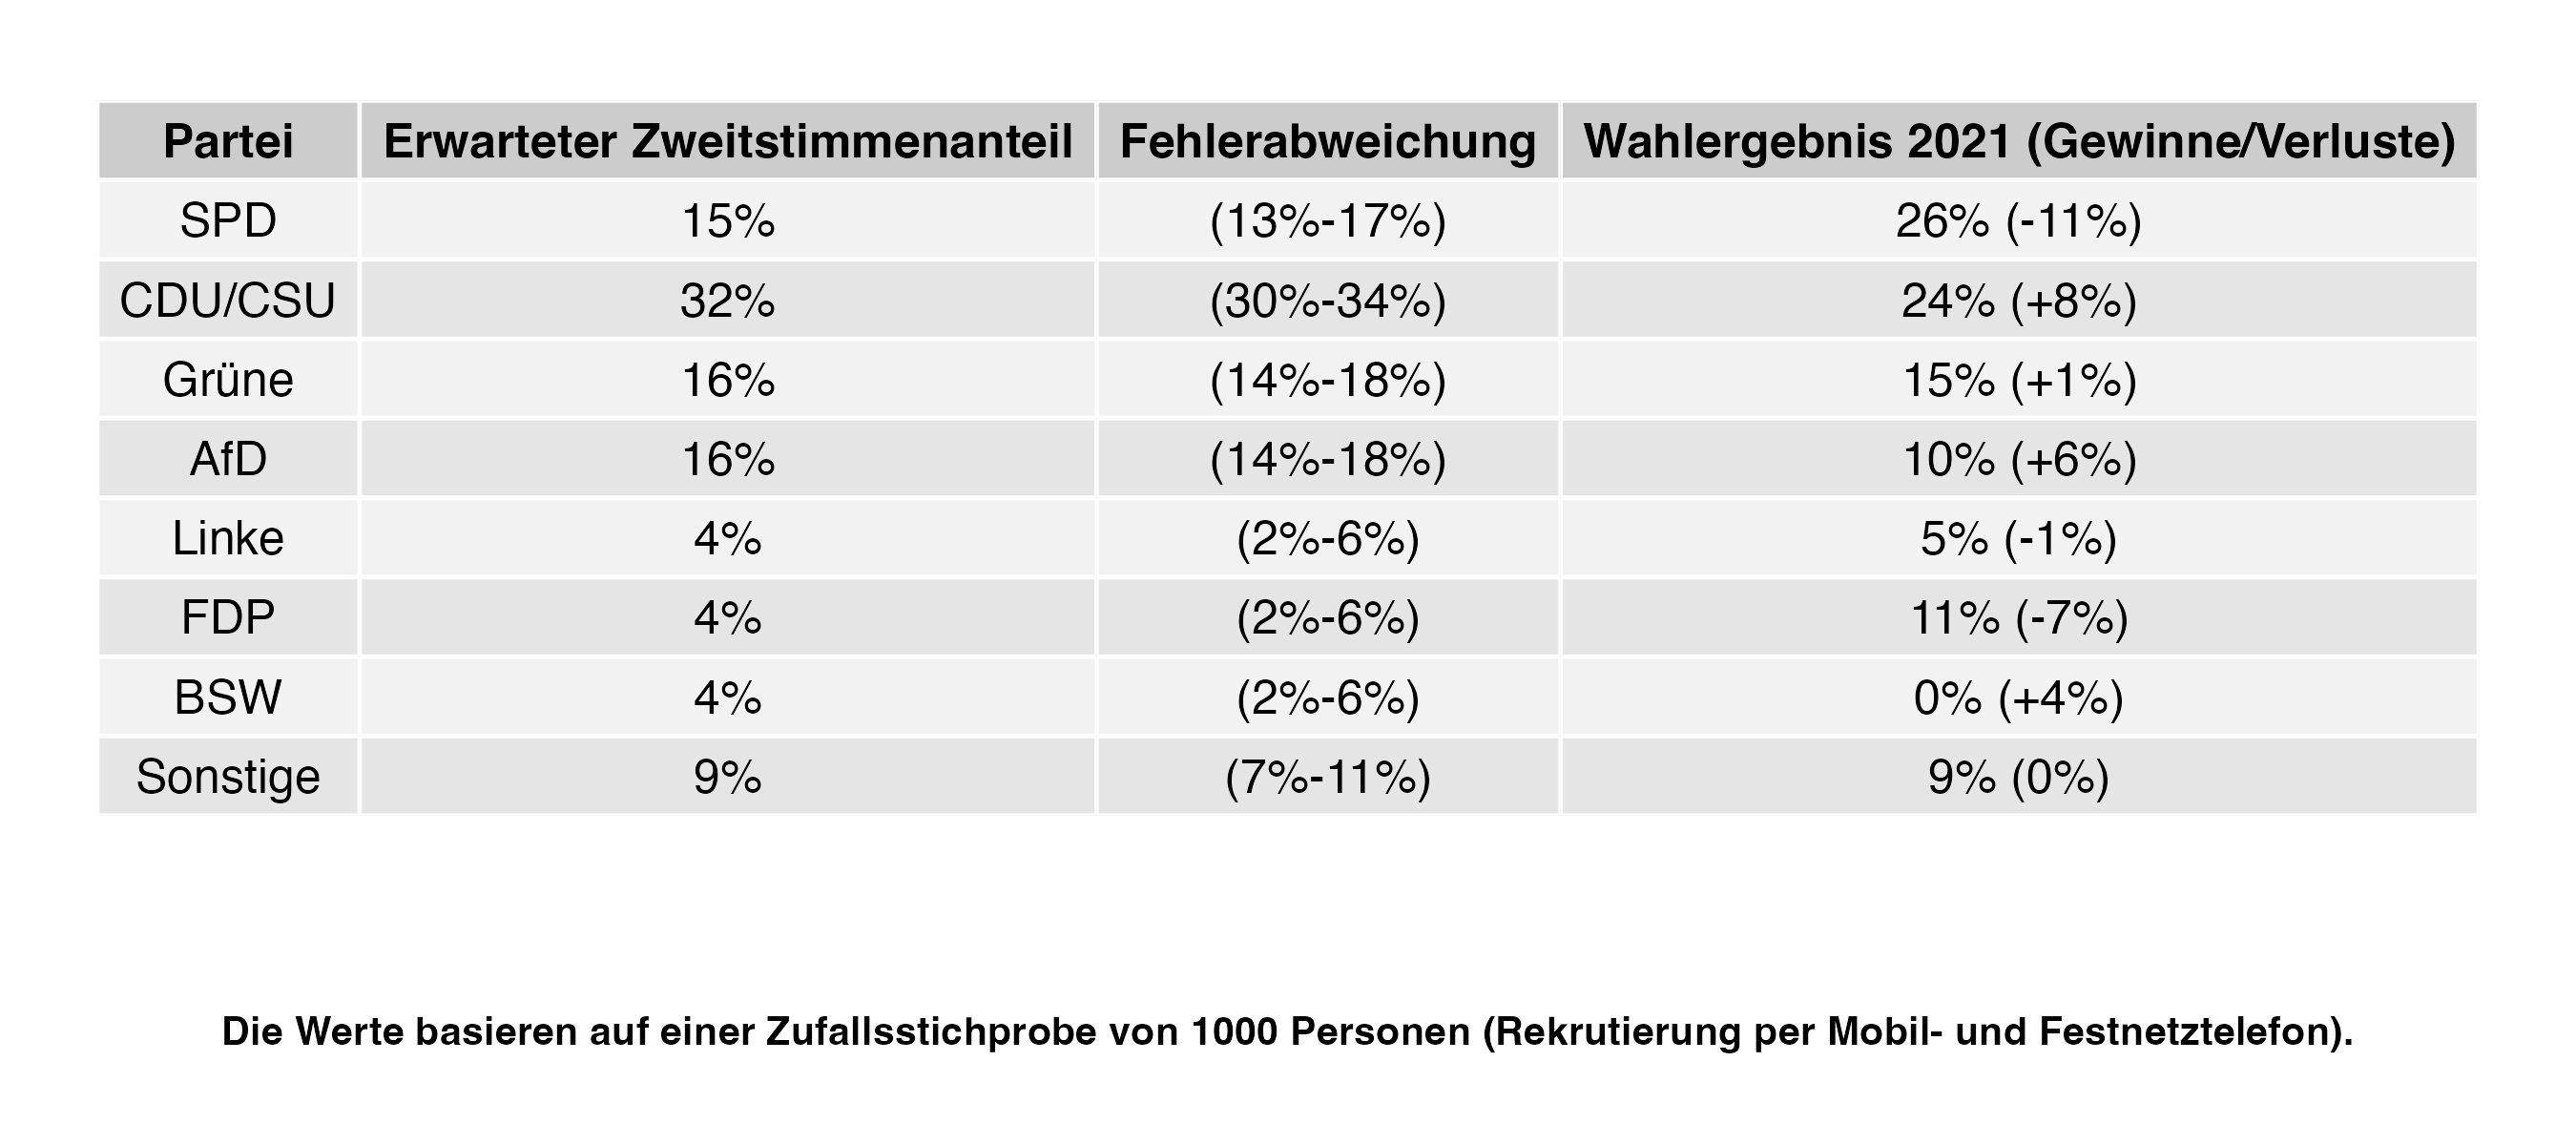 Partei Erwarteter Zweitstimmenanteil Fehlerabweichung Wahlergebnis 2021 (Gewinne/Verluste)
SPD 15% (13%-17%) 26% (-11%)
CDU/CSU 32% (30%-34%) 24% (+8%)
Grüne 16% (14%-18%) 15% (+1%)
AfD 16% (14%-18%) 10% (+6%)
Linke 4% (2%-6%) 5% (-1%)
FDP 4% (2%-6%) 11% (-7%)
BSW 4% (2%-6%) 0% (+4%)
Sonstige 9% (7%-11%) 9% (0%)
Die Werte basieren auf einer Zufallsstichprobe von 1000 Personen (Rekrutierung per Mobil- und Festnetztelefon).